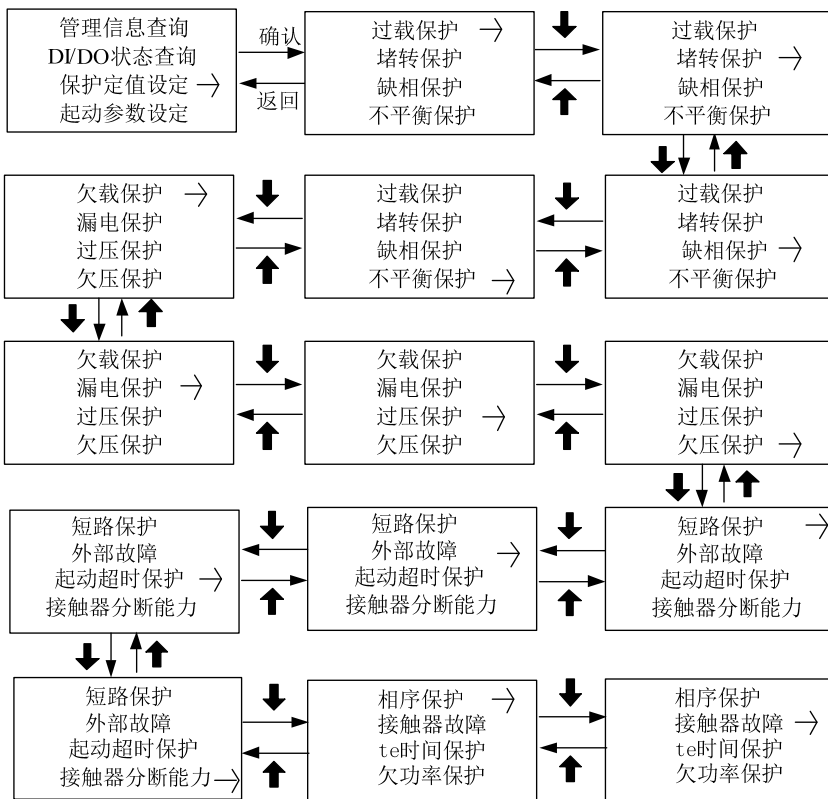 管理信息查询
DI/DO状态查询
保护定值设定
起动参数设定
确认
返回
过载保护
堵转保护
缺相保护
不平衡保护
过载保护
堵转保护
缺相保护
不平衡保护
欠载保护
漏电保护
过压保护
欠压保护
过载保护
堵转保护
缺相保护
不平衡保护
过载保护
堵转保护
缺相保护
不平衡保护
欠载保护
漏电保护
过压保护
欠压保护
欠载保护
漏电保护
过压保护
欠压保护
欠载保护
漏电保护
过压保护
欠压保护
短路保护
外部故障
起动超时保护
接触器分断能力
短路保护
外部故障
起动超时保护
接触器分断能力
短路保护
外部故障
起动超时保护
接触器分断能力
短路保护
外部故障
起动超时保护
接触器分断能力
相序保护
接触器故障
te时间保护
欠功率保护
相序保护
接触器故障
te时间保护
欠功率保护